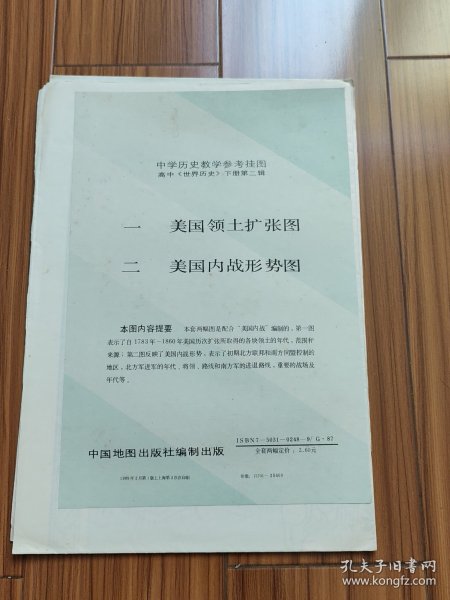 中学历史教学参考挂图
高中《世界历史》下册第二辑
一 美国领土扩张图
二 美国内战形势图
本图内容提要 本套两幅图是配合"美国内战"编制的，第一图
表示了自1783年—1860年美国历次扩张所取得的各块领土的年代、范围和
来源；第二图反映了美国内战形势，表示了初期北方联邦和南方同盟控制的
地区，北方军进军的年代、将领、路线和南方军的进退路线，重要的战场及
年代等。
ISBN7-5031-0248-9/G·87
中国地图出版社编制出版
全套两幅定价：2.60元
孔夫子旧书网
www.kongfz.com